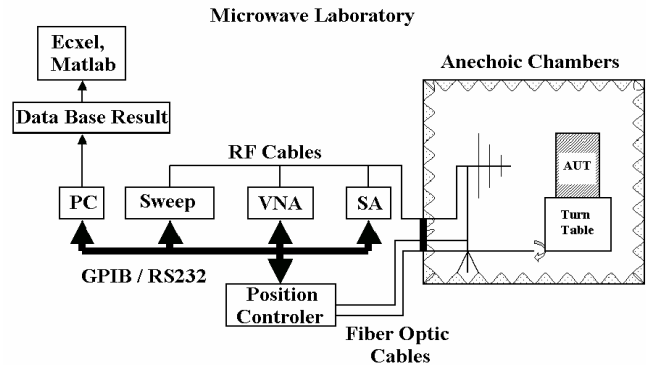 Microwave Laboratory
Ecxel,
Matlab
Anechoic Chambers
Data Base Result
RF Cables
AUT
PC
Sweep
VNA
SA
Turn
Table
GPIB / RS232
Position
Controler
Fiber Optic
Cables